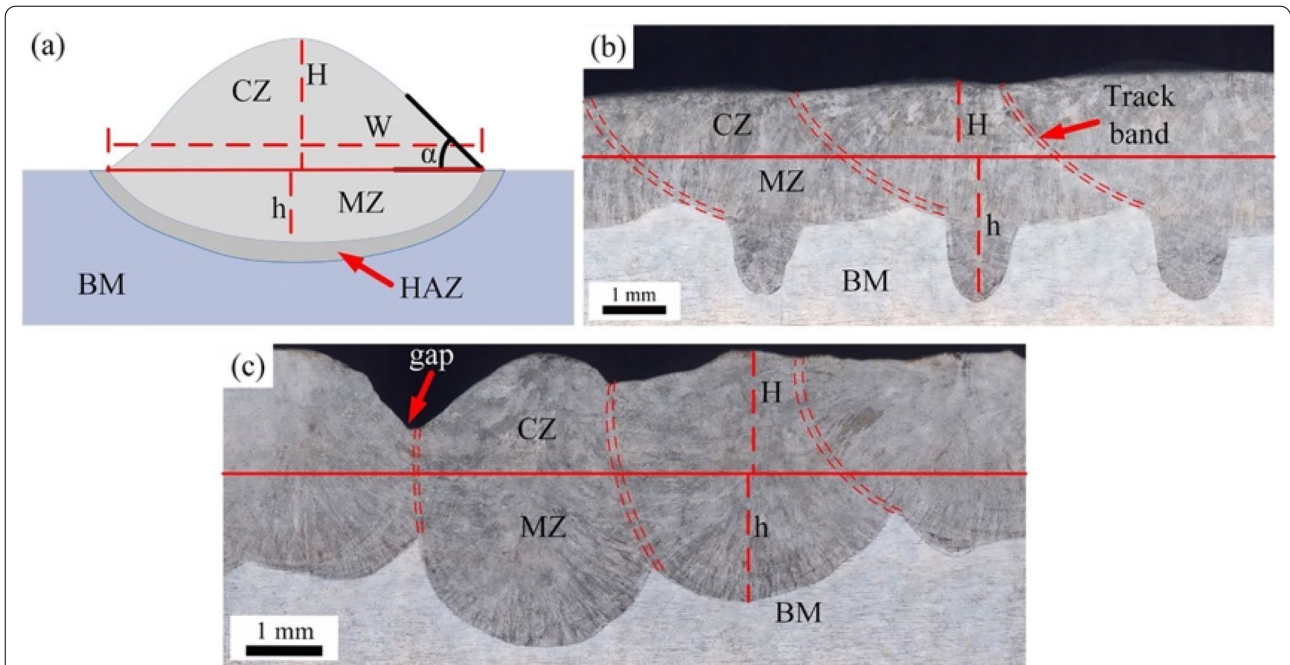 (a)
CZ
H
W
α
h
MZ
BM
HAZ
(b)
CZ
H
Track
band
MZ
h
BM
1 mm
(c)
gap
H
CZ
MZ
h
BM
1 mm